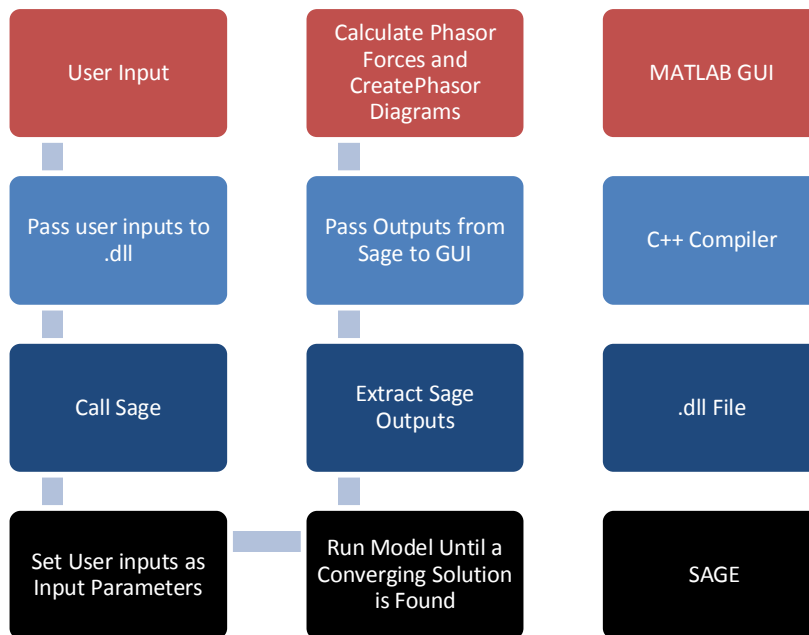 User Input
Calculate Phasor
Forces and
CreatePhasor
Diagrams
MATLAB GUI
Pass user inputs to
.dll
Pass Outputs from
Sage to GUI
C++ Compiler
Call Sage
Extract Sage
Outputs
.dll File
Set User inputs as
Input Parameters
Run Model Until a
Converging Solution
is Found
SAGE